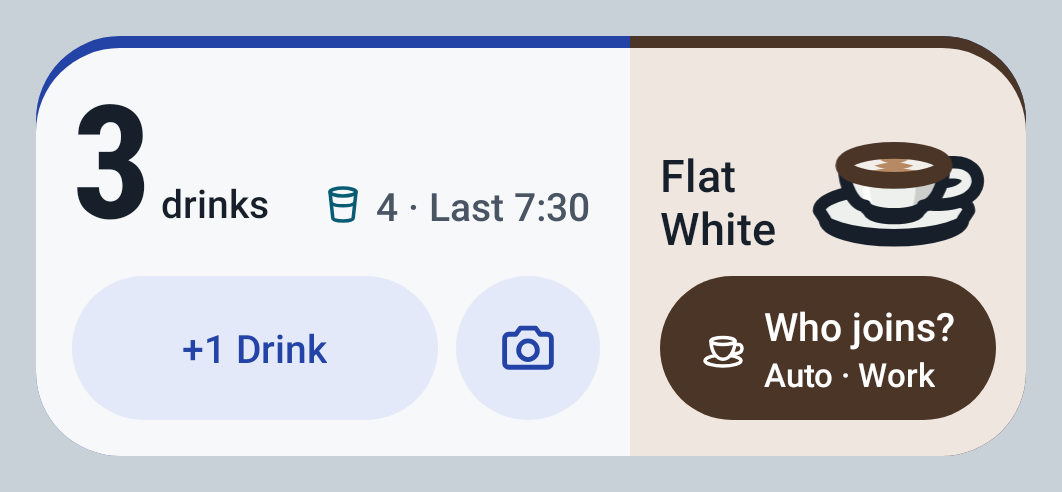 3 drinks
4 · Last 7:30
+1 Drink
Flat
White
Who joins?
Auto · Work